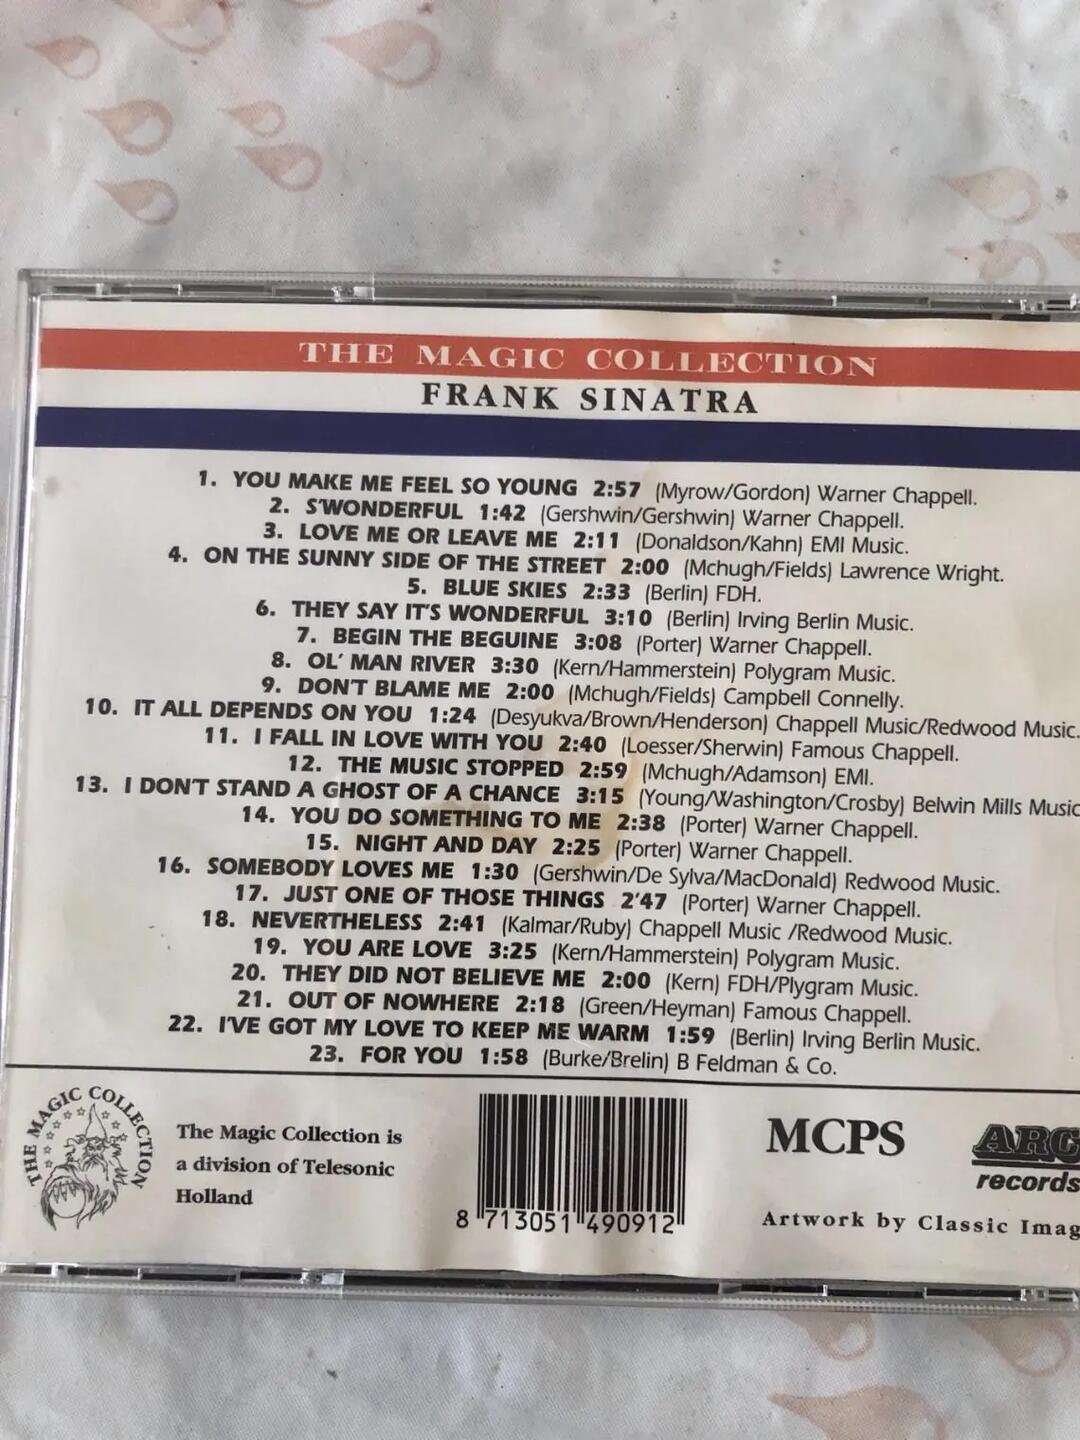 THE MAGIC COLLECTION
FRANK SINATRA
1. YOU MAKE ME FEEL SO YOUNG 2:57 (Myrow/Gordon) Warner Chappell.
2. S'WONDERFUL 1:42 (Gershwin/Gershwin) Warner Chappell.
3. LOVE ME OR LEAVE ME 2:11 (Donaldson/Kahn) EMI Music.
4. ON THE SUNNY SIDE OF THE STREET 2:00 (Mchugh/Fields) Lawrence Wright.
5. BLUE SKIES 2:33 (Berlin) FDH.
6. THEY SAY IT'S WONDERFUL 3:10 (Berlin) Irving Berlin Music.
7. BEGIN THE BEGUINE 3:08 (Porter) Warner Chappell.
8. OL' MAN RIVER 3:30 (Kern/Hammerstein) Polygram Music.
9. DON'T BLAME ME 2:00 (Mchugh/Fields) Campbell Connelly.
10. IT ALL DEPENDS ON YOU 1:24 (Desyukva/Brown/Henderson) Chappell Music/Redwood Music.
11. I FALL IN LOVE WITH YOU 2:40 (Loesser/Sherwin) Famous Chappell.
12. THE MUSIC STOPPED 2:59 (Mchugh/Adamson) EMI.
13. I DON'T STAND A GHOST OF A CHANCE 3:15 (Young/Washington/Crosby) Belwin Mills Music
14. YOU DO SOMETHING TO ME 2:38 (Porter) Warner Chappell.
15. NIGHT AND DAY 2:25 (Porter) Warner Chappell.
16. SOMEBODY LOVES ME 1:30 (Gershwin/De Sylva/MacDonald) Redwood Music.
17. JUST ONE OF THOSE THINGS 2'47 (Porter) Warner Chappell.
18. NEVERTHELESS 2:41 (Kalmar/Ruby) Chappell Music /Redwood Music.
19. YOU ARE LOVE 3:25 (Kern/Hammerstein) Polygram Music.
20. THEY DID NOT BELIEVE ME 2:00 (Kern) FDH/Plygram Music.
21. OUT OF NOWHERE 2:18 (Green/Heyman) Famous Chappell.
22. I'VE GOT MY LOVE TO KEEP ME WARM 1:59 (Berlin) Irving Berlin Music.
23. FOR YOU 1:58 (Burke/Brelin) B Feldman & Co.
THE MAGIC COLLECTION
The Magic Collection is
a division of Telesonic
Holland
8 713051 490912
MCPS
ARC
records
Artwork by Classic Imag